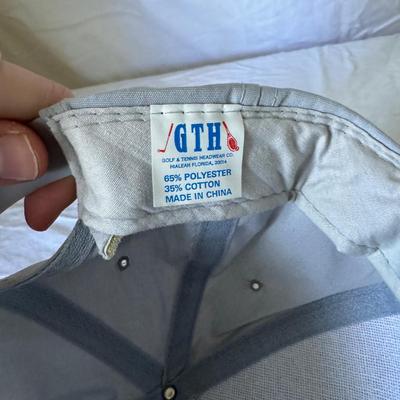 GTH
GOLF & TENNIS HEADWEAR CO.
HIALEAH FLORIDA, 33014
65% POLYESTER
35% COTTON
MADE IN CHINA